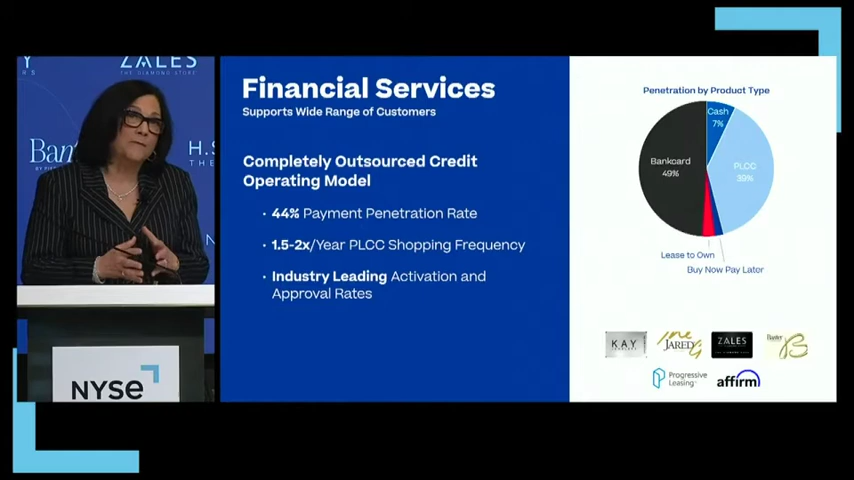 ZALES
THE DIAMOND STORE
Ban
H.S
THE
NYSE
Financial Services
Supports Wide Range of Customers
Completely Outsourced Credit
Operating Model
• 44% Payment Penetration Rate
• 1.5-2x/Year PLCC Shopping Frequency
• Industry Leading Activation and
Approval Rates
Penetration by Product Type
Cash
7%
PLCC
39%
Bankcard
49%
Lease to Own
Buy Now Pay Later
KAY
JARED
ZALES
Banter
B
Progressive
Leasing
affirm